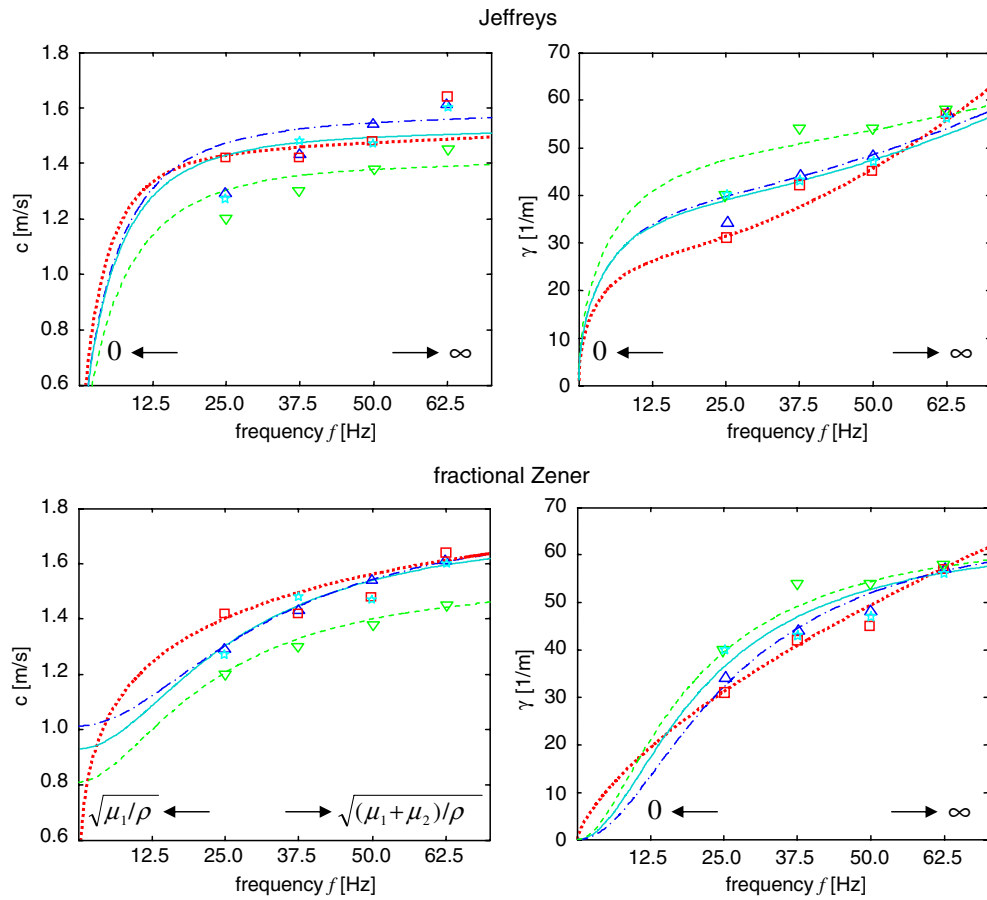 Jeffreys
c [m/s]
1.8
1.6
1.4
1.2
1.0
0.8
0.6
0 ←
→ ∞
12.5 25.0 37.5 50.0 62.5
frequency f [Hz]
γ [1/m]
70
60
50
40
30
20
10
0
0 ←
→ ∞
12.5 25.0 37.5 50.0 62.5
frequency f [Hz]
fractional Zener
c [m/s]
1.8
1.6
1.4
1.2
1.0
0.8
0.6
√μ₁/ρ ←
→ √(μ₁+μ₂)/ρ
12.5 25.0 37.5 50.0 62.5
frequency f [Hz]
γ [1/m]
70
60
50
40
30
20
10
0
0 ←
→ ∞
12.5 25.0 37.5 50.0 62.5
frequency f [Hz]